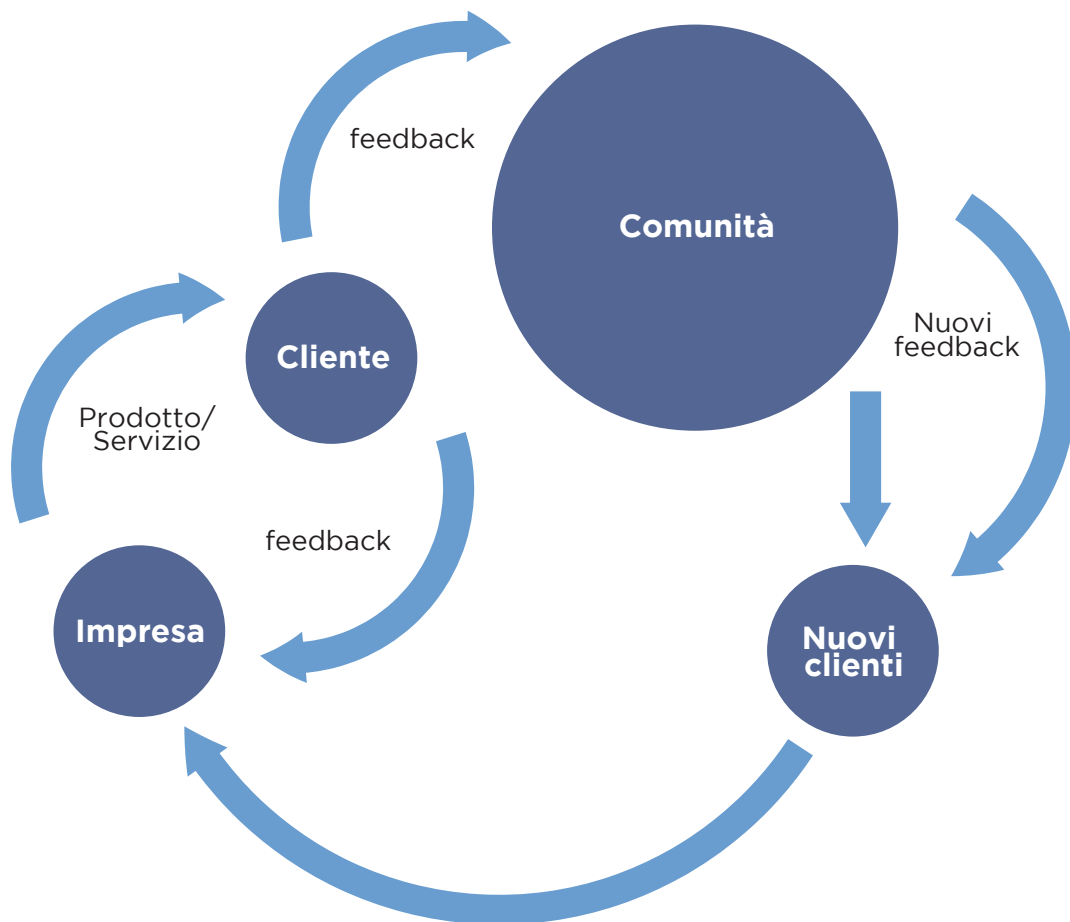 feedback
Comunità
Nuovi
feedback
Cliente
Prodotto/
Servizio
feedback
Impresa
Nuovi
clienti